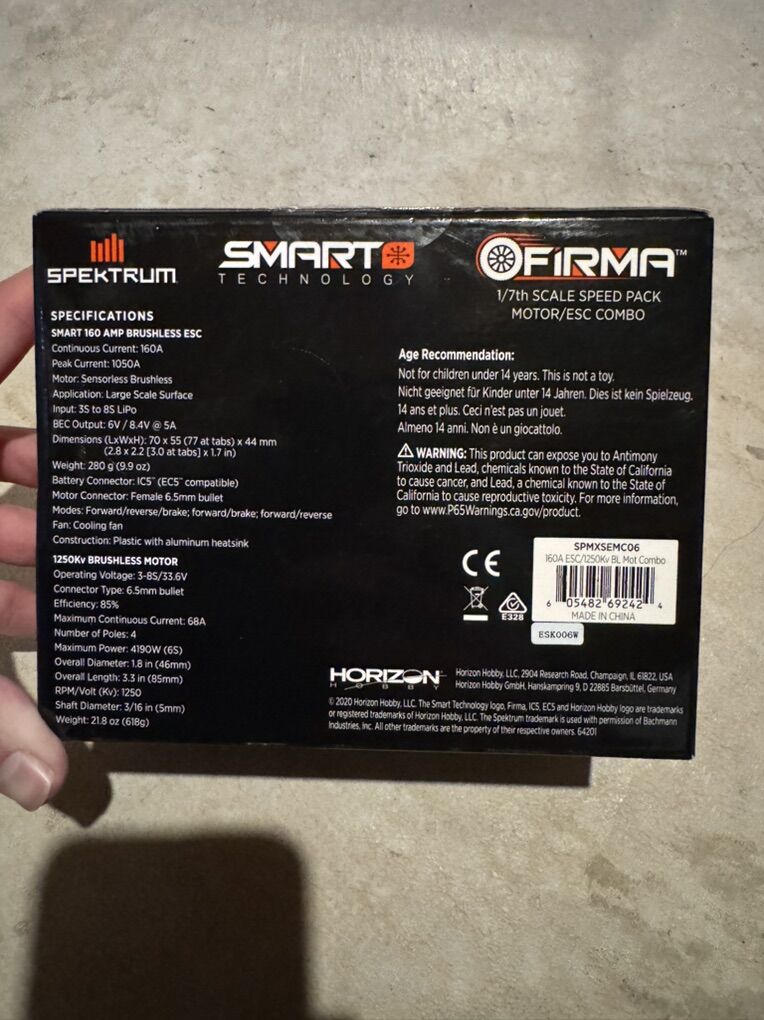 SPEKTRUM.
SMART
TECHNOLOGY
FIRMA™
1/7th SCALE SPEED PACK
MOTOR/ESC COMBO
SPECIFICATIONS
SMART 160 AMP BRUSHLESS ESC
Continuous Current: 160A
Peak Current: 1050A
Motor: Sensorless Brushless
Application: Large Scale Surface
Input: 3S to 8S LiPo
BEC Output: 6V / 8.4V @ 5A
Dimensions (LxWxH): 70 x 55 (77 at tabs) x 44 mm
(2.8 x 2.2 [3.0 at tabs] x 1.7 in)
Weight: 280 g (9.9 oz)
Battery Connector: IC5™ (EC5™ compatible)
Motor Connector: Female 6.5mm bullet
Modes: Forward/reverse/brake; forward/brake; forward/reverse
Fan: Cooling fan
Construction: Plastic with aluminum heatsink
1250Kv BRUSHLESS MOTOR
Operating Voltage: 3-8S/33.6V
Connector Type: 6.5mm bullet
Efficiency: 85%
Maximum Continuous Current: 68A
Number of Poles: 4
Maximum Power: 4190W (6S)
Overall Diameter: 1.8 in (46mm)
Overall Length: 3.3 in (85mm)
RPM/Volt (Kv): 1250
Shaft Diameter: 3/16 in (5mm)
Weight: 21.8 oz (618g)
Age Recommendation:
Not for children under 14 years. This is not a toy.
Nicht geeignet für Kinder unter 14 Jahren. Dies ist kein Spielzeug.
14 ans et plus. Ceci n'est pas un jouet.
Almeno 14 anni. Non è un giocattolo.
WARNING: This product can expose you to Antimony
Trioxide and Lead, chemicals known to the State of California
to cause cancer, and Lead, a chemical known to the State of
California to cause reproductive toxicity. For more information,
go to www.P65Warnings.ca.gov/product.
CE
E328
SPMXSEMC06
160A ESC/1250Kv BL Mot Combo
6 05482 69242 4
MADE IN CHINA
ESK006W
HORIZON
HOBBY
Horizon Hobby, LLC, 2904 Research Road, Champaign, IL 61822, USA
Horizon Hobby GmbH, Hanskampring 9, D 22885 Barsbüttel, Germany
© 2020 Horizon Hobby, LLC. The Smart Technology logo, Firma, IC5, EC5 and Horizon Hobby logo are trademarks
or registered trademarks of Horizon Hobby, LLC. The Spektrum trademark is used with permission of Bachmann
Industries, Inc. All other trademarks are the property of their respective owners. 64201